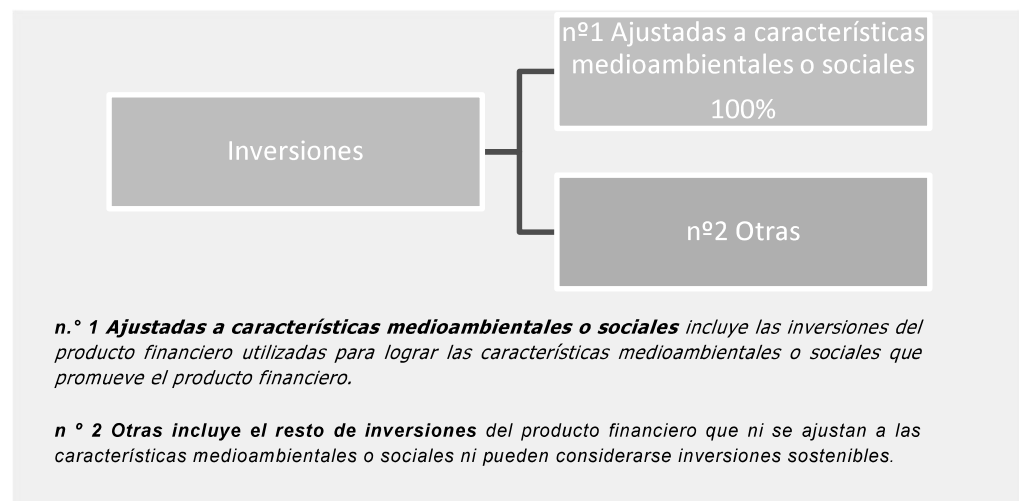 nº1 Ajustadas a características
medioambientales o sociales
100%
Inversiones
nº2 Otras
n.° 1 Ajustadas a características medioambientales o sociales incluye las inversiones del
producto financiero utilizadas para lograr las características medioambientales o sociales que
promueve el producto financiero.
n º 2 Otras incluye el resto de inversiones del producto financiero que ni se ajustan a las
características medioambientales o sociales ni pueden considerarse inversiones sostenibles.